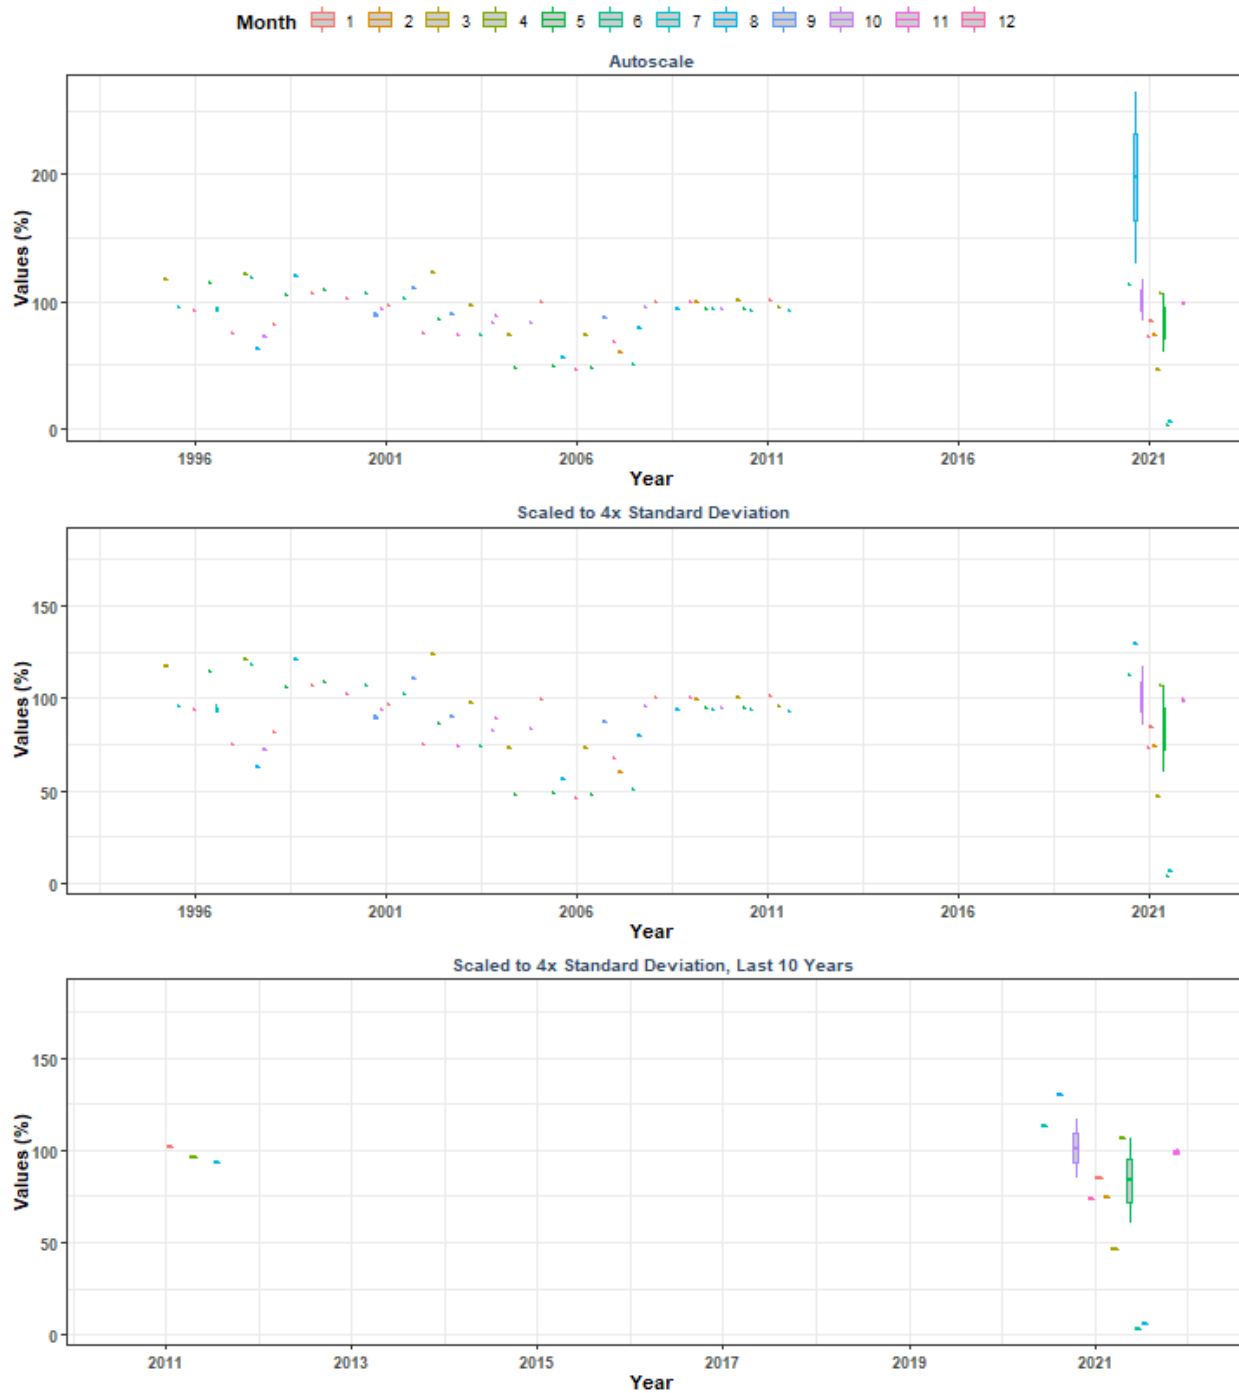 Month 1 2 3 4 5 6 7 8 9 10 11 12
Autoscale
Values (%)
200
100
0
1996 2001 2006 2011 2016 2021
Year
Scaled to 4x Standard Deviation
Values (%)
150
100
50
0
1996 2001 2006 2011 2016 2021
Year
Scaled to 4x Standard Deviation, Last 10 Years
Values (%)
150
100
50
0
2011 2013 2015 2017 2019 2021
Year